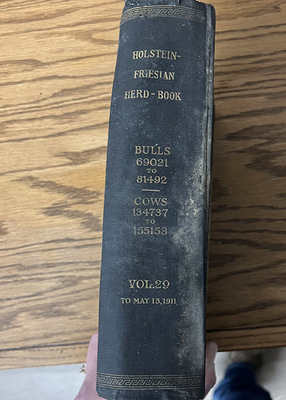 HOLSTEIN-
FRIESIAN
HERD-BOOK
BULLS
69021
TO
81492
COWS
134737
TO
155153
VOL.29
TO MAY 15, 1911